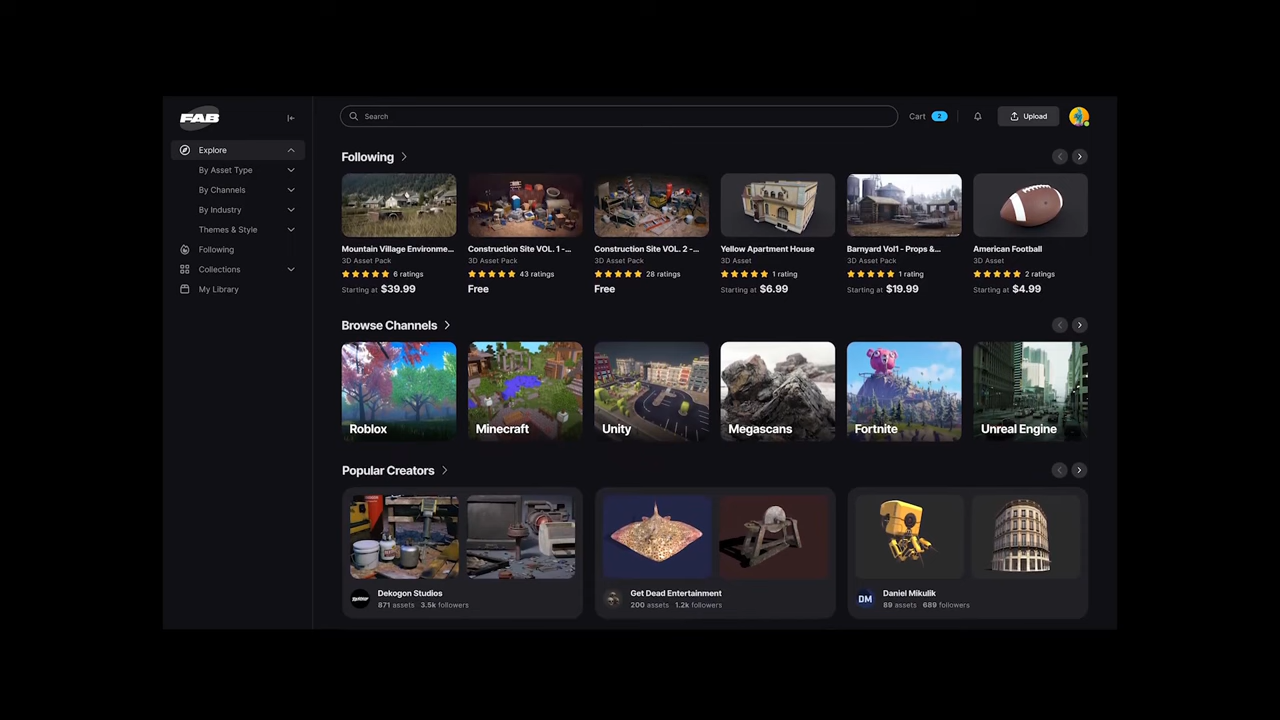 FAB
Search
Cart 2
Upload
Explore
By Asset Type
By Channels
By Industry
Themes & Style
Following
Collections
My Library
Following
Mountain Village Environme...
3D Asset Pack
6 ratings
Starting at $39.99
Construction Site VOL. 1 -...
3D Asset Pack
43 ratings
Free
Construction Site VOL. 2 -...
3D Asset Pack
28 ratings
Free
Yellow Apartment House
3D Asset
1 rating
Starting at $6.99
Barnyard Vol1 - Props &...
3D Asset Pack
1 rating
Starting at $19.99
American Football
3D Asset
2 ratings
Starting at $4.99
Browse Channels
Roblox
Minecraft
Unity
Megascans
Fortnite
Unreal Engine
Popular Creators
Dekogon Studios
871 assets 3.5k followers
Get Dead Entertainment
200 assets 1.2k followers
DM
Daniel Mikulik
89 assets 689 followers